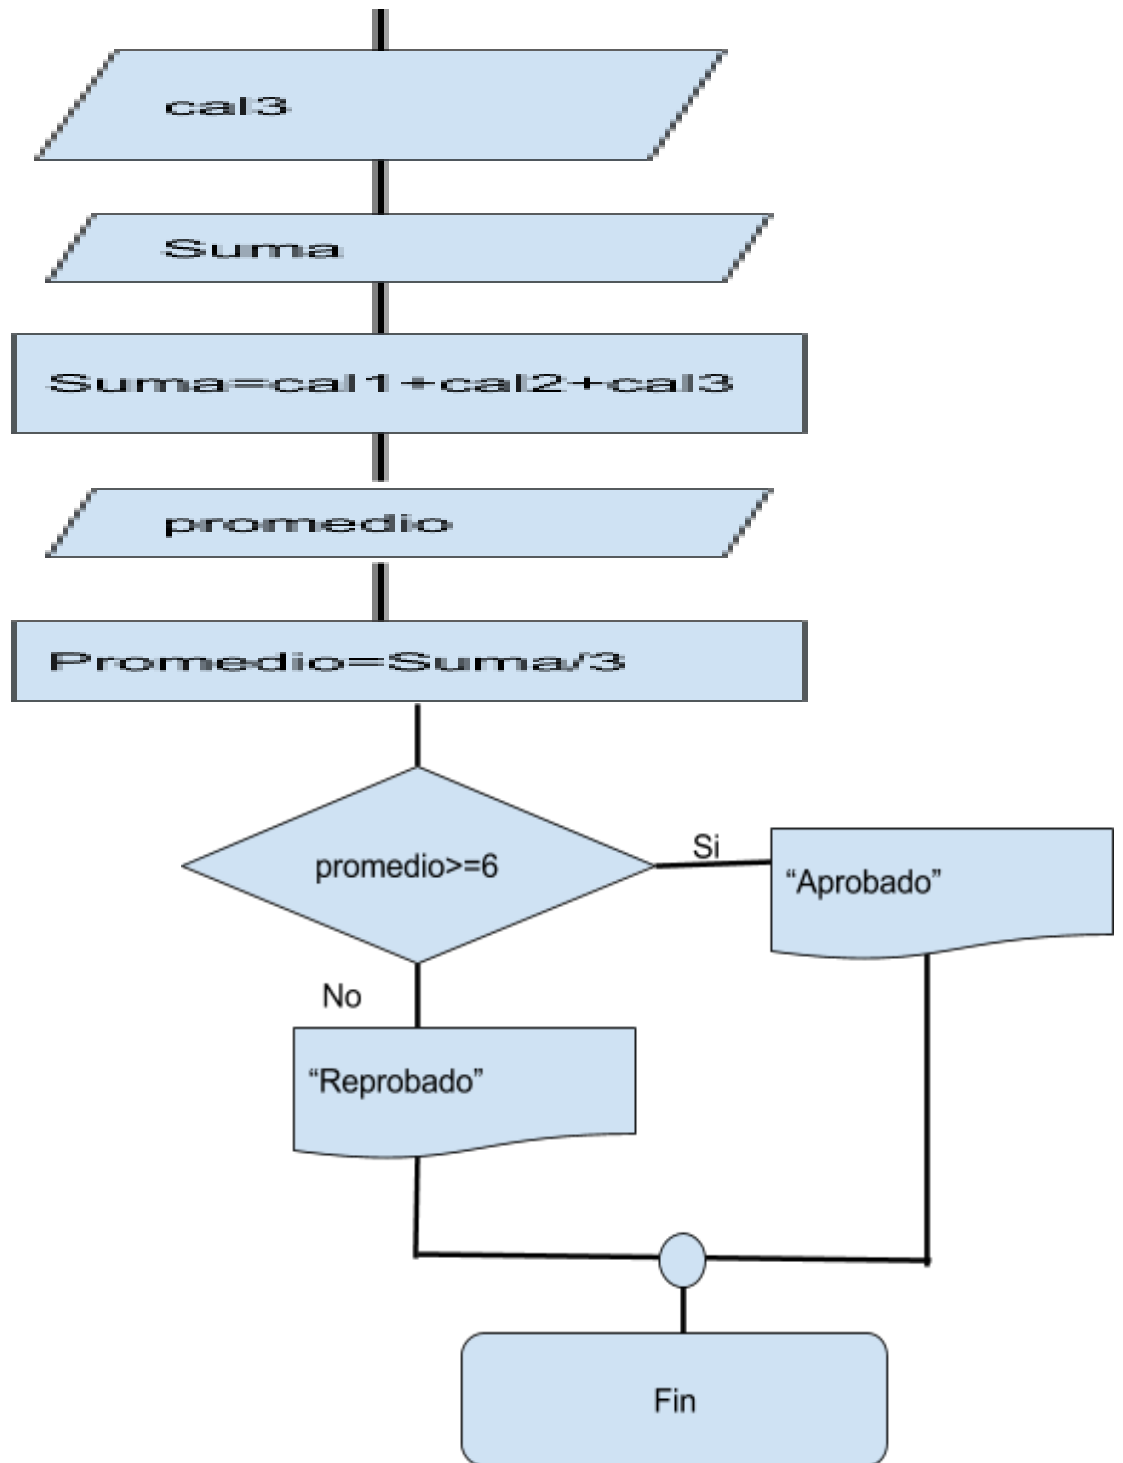 cal3
Suma
Suma=cal1+cal2+cal3
promedio
Promedio=Suma/3
promedio>=6
Si
“Aprobado”
No
“Reprobado”
Fin